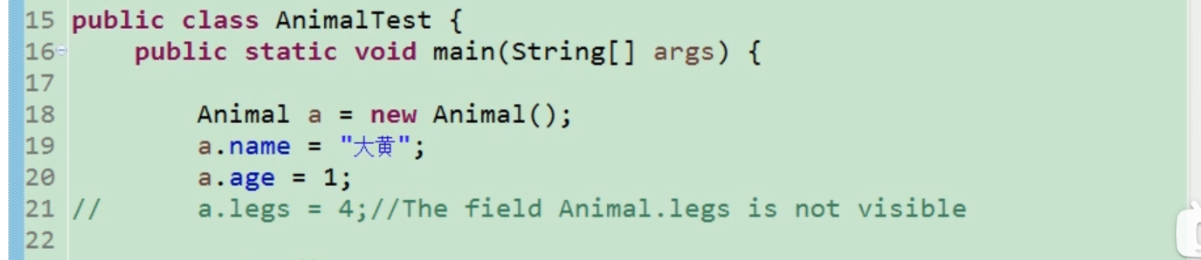 15 public class AnimalTest {
16 public static void main(String[] args) {
17
18 Animal a = new Animal();
19 a.name = "大黄";
20 a.age = 1;
21 // a.legs = 4;//The field Animal.legs is not visible
22